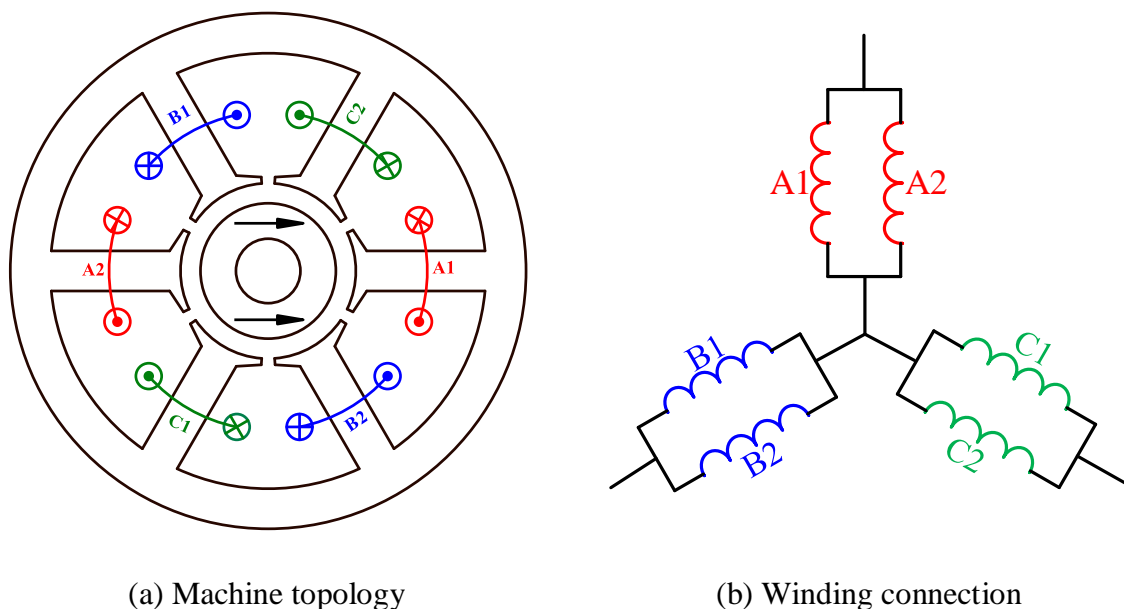 B1
C2
A2
A1
C1
B2
A1
A2
B1
B2
C1
C2
(a) Machine topology
(b) Winding connection